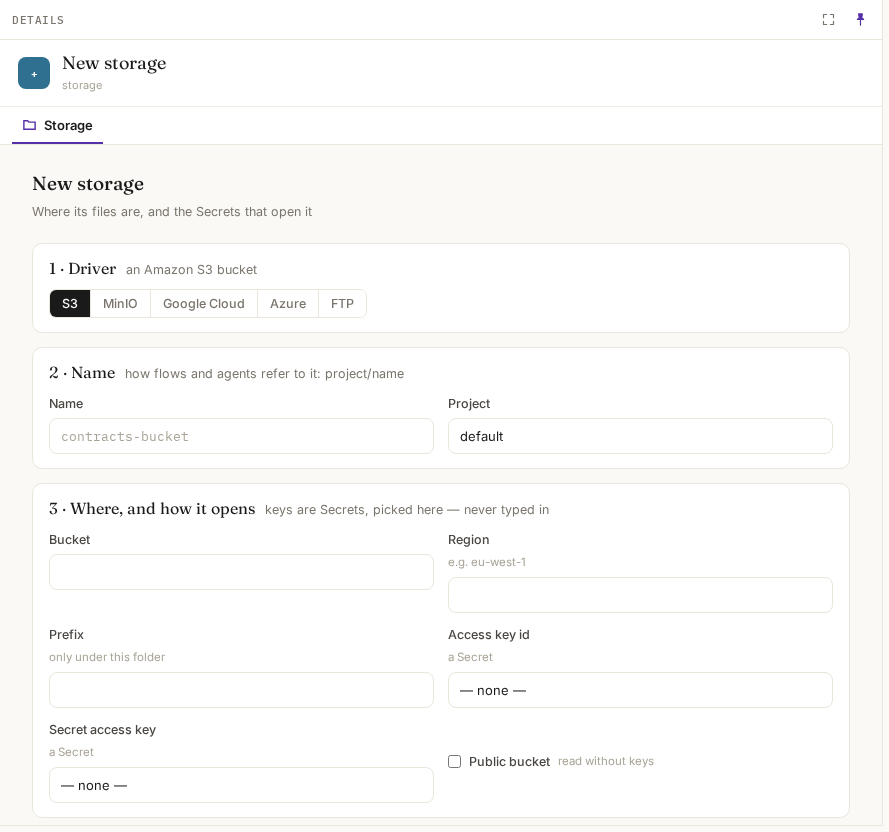 DETAILS
+
New storage
storage
Storage
New storage
Where its files are, and the Secrets that open it
1 · Driver an Amazon S3 bucket
S3 MinIO Google Cloud Azure FTP
2 · Name how flows and agents refer to it: project/name
Name Project
contracts-bucket default
3 · Where, and how it opens keys are Secrets, picked here — never typed in
Bucket Region
e.g. eu-west-1
Prefix Access key id
only under this folder a Secret
— none —
Secret access key
a Secret
Public bucket read without keys
— none —